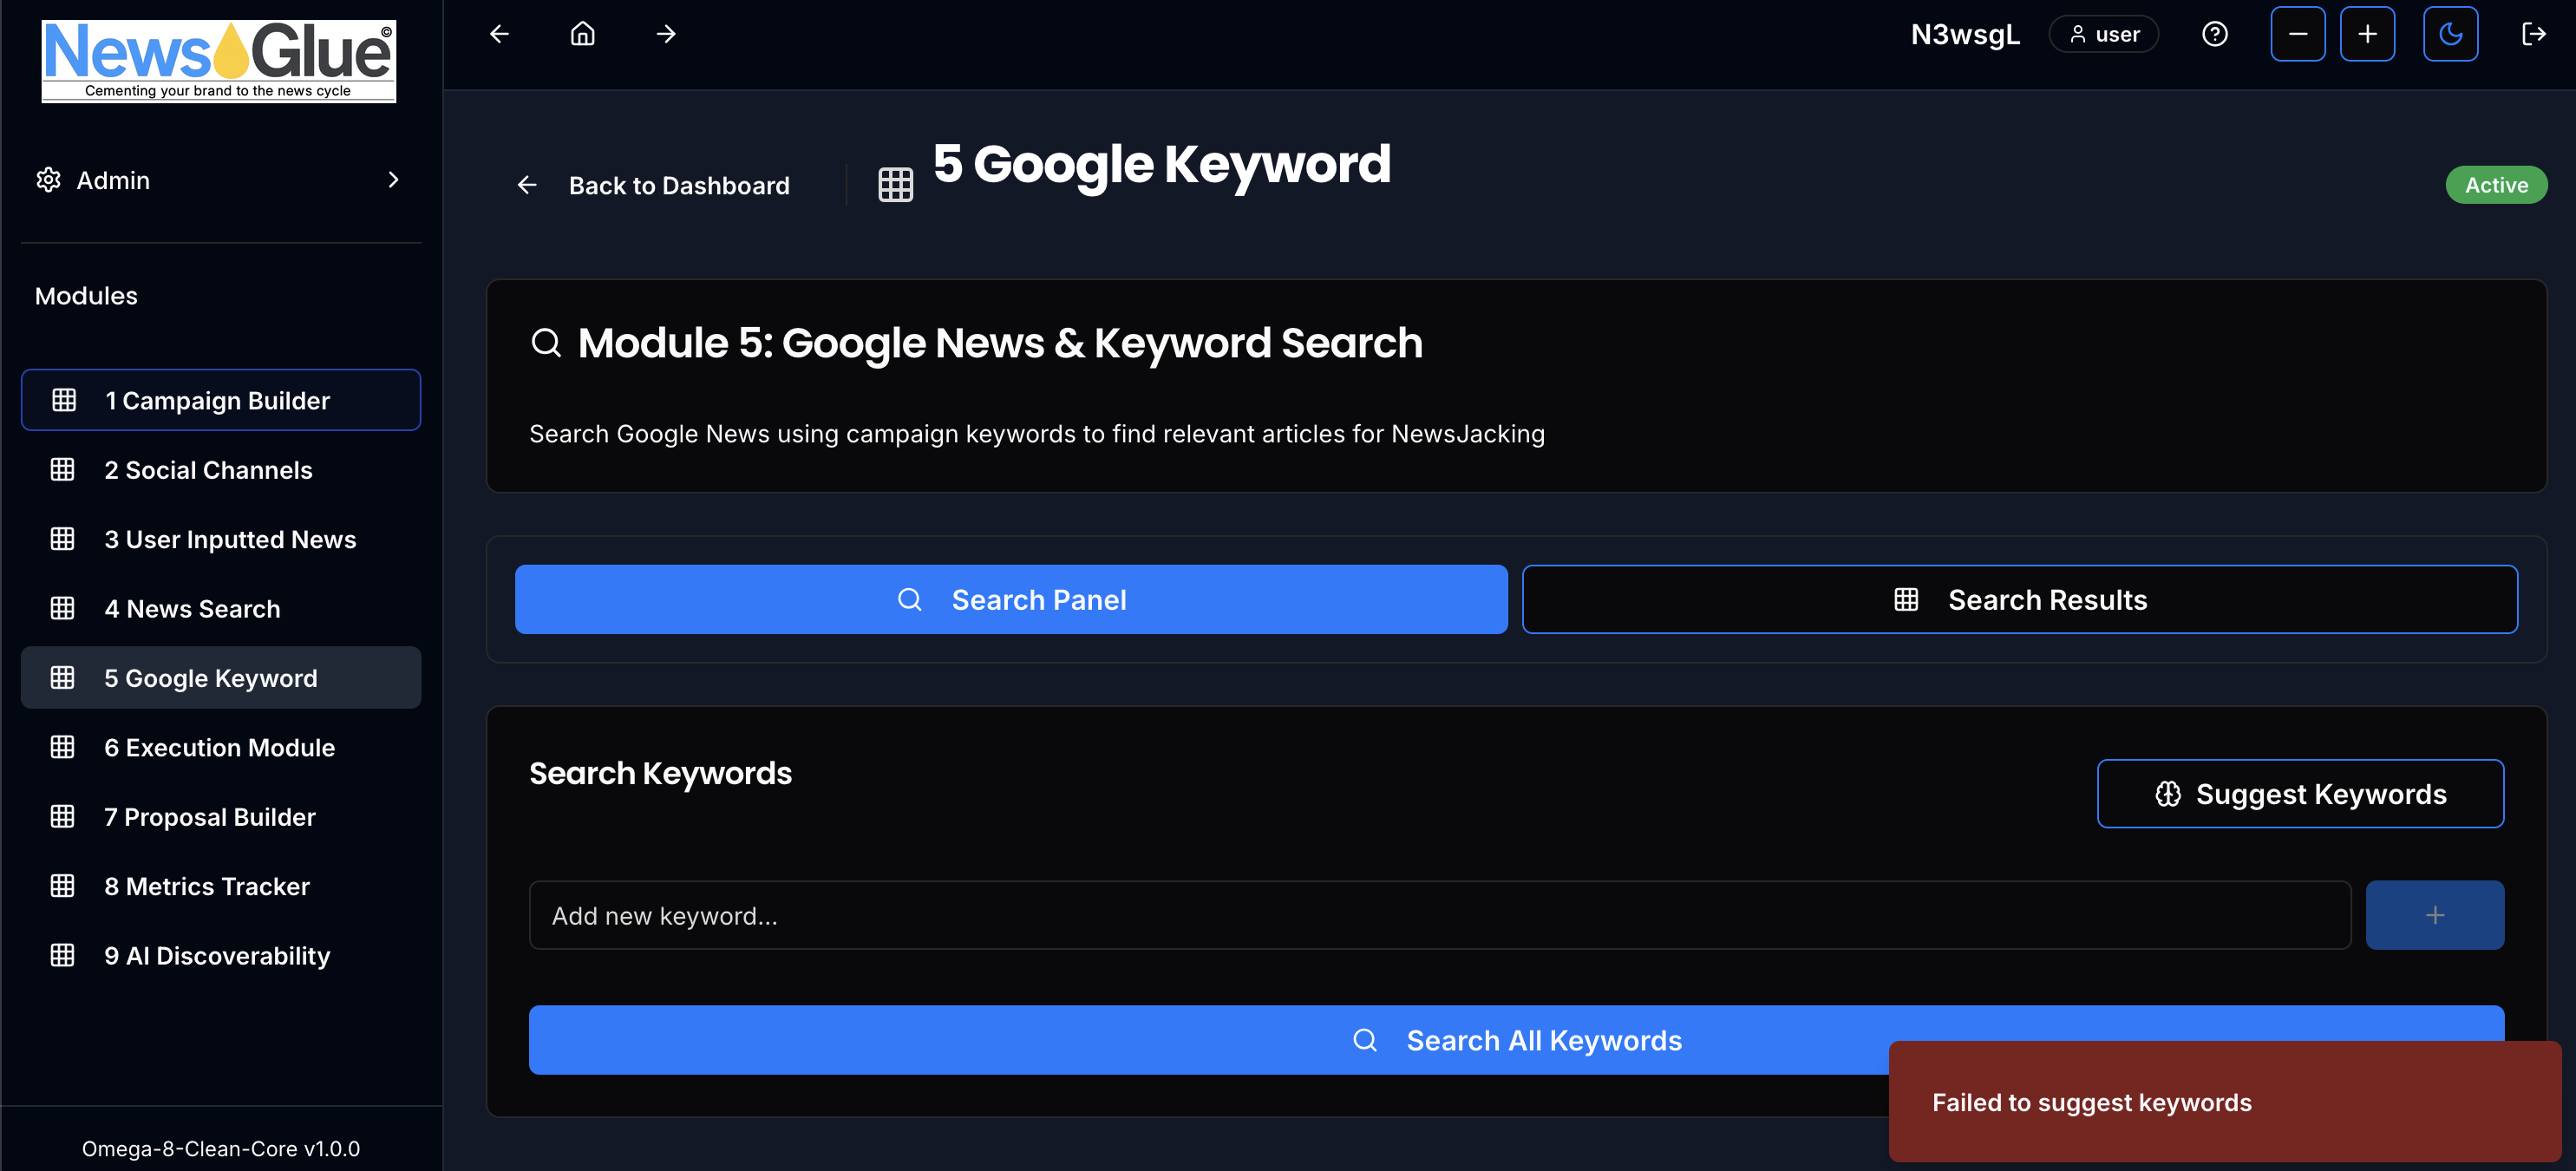 News Glue ©
Cementing your brand to the news cycle
Admin
Modules
1 Campaign Builder
2 Social Channels
3 User Inputted News
4 News Search
5 Google Keyword
6 Execution Module
7 Proposal Builder
8 Metrics Tracker
9 AI Discoverability
Omega-8-Clean-Core v1.0.0
N3wsgL
user
Back to Dashboard
5 Google Keyword
Active
Module 5: Google News & Keyword Search
Search Google News using campaign keywords to find relevant articles for NewsJacking
Search Panel
Search Results
Search Keywords
Suggest Keywords
Add new keyword...
Search All Keywords
Failed to suggest keywords